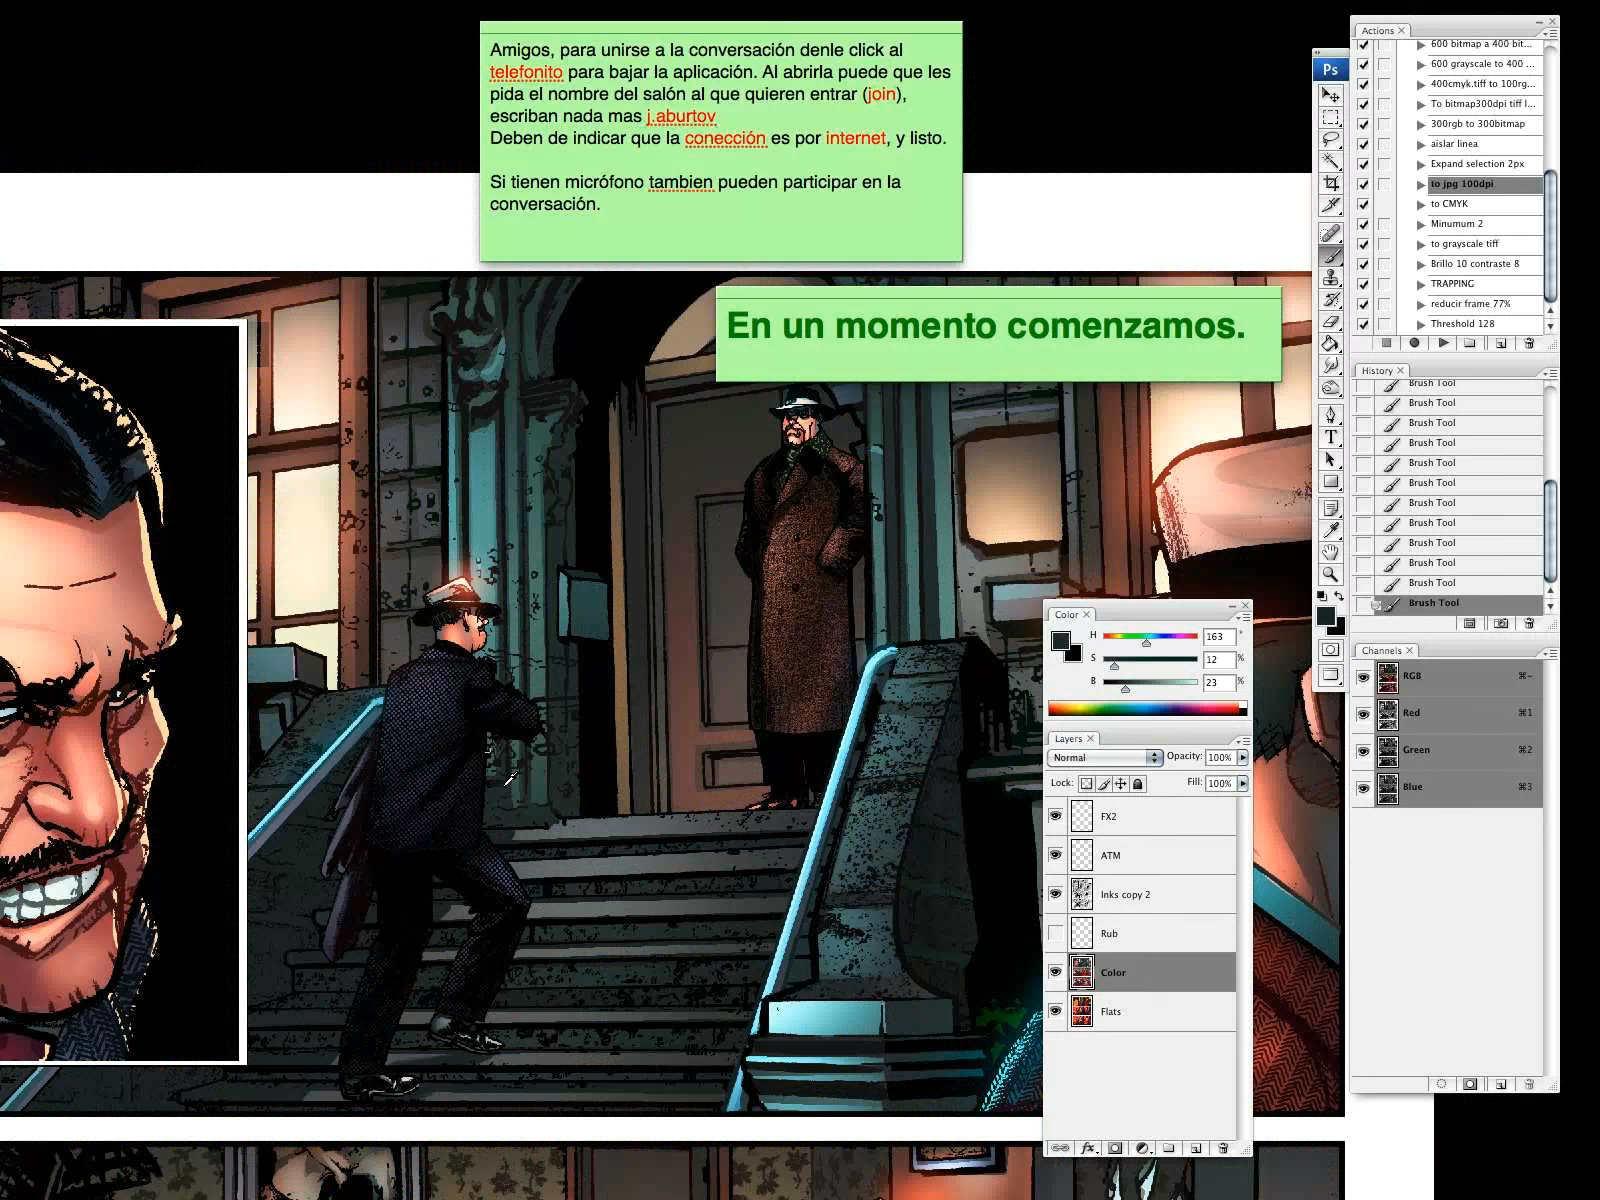 Amigos, para unirse a la conversación denle click al
telefonito para bajar la aplicación. Al abrirla puede que les
pida el nombre del salón al que quieren entrar (join),
escriban nada mas j.aburtov
Deben de indicar que la conección es por internet, y listo.
Si tienen micrófono tambien pueden participar en la
conversación.
En un momento comenzamos.
Ps
Actions
600 bitmap a 400 bit...
600 grayscale to 400 ...
400cmyk.tiff to 100rg...
To bitmap300dpi tiff l...
300rgb to 300bitmap
aislar linea
Expand selection 2px
to jpg 100dpi
to CMYK
Minumum 2
to grayscale tiff
Brillo 10 contraste 8
TRAPPING
reducir frame 77%
Threshold 128
History
Brush Tool
Brush Tool
Brush Tool
Brush Tool
Brush Tool
Brush Tool
Brush Tool
Brush Tool
Brush Tool
Brush Tool
Brush Tool
Brush Tool
Channels
RGB ⌘~
Red ⌘1
Green ⌘2
Blue ⌘3
Color
H 163 °
S 12 %
B 23 %
Layers
Normal Opacity: 100%
Lock: Fill: 100%
FX2
ATM
Inks copy 2
Rub
Color
Flats